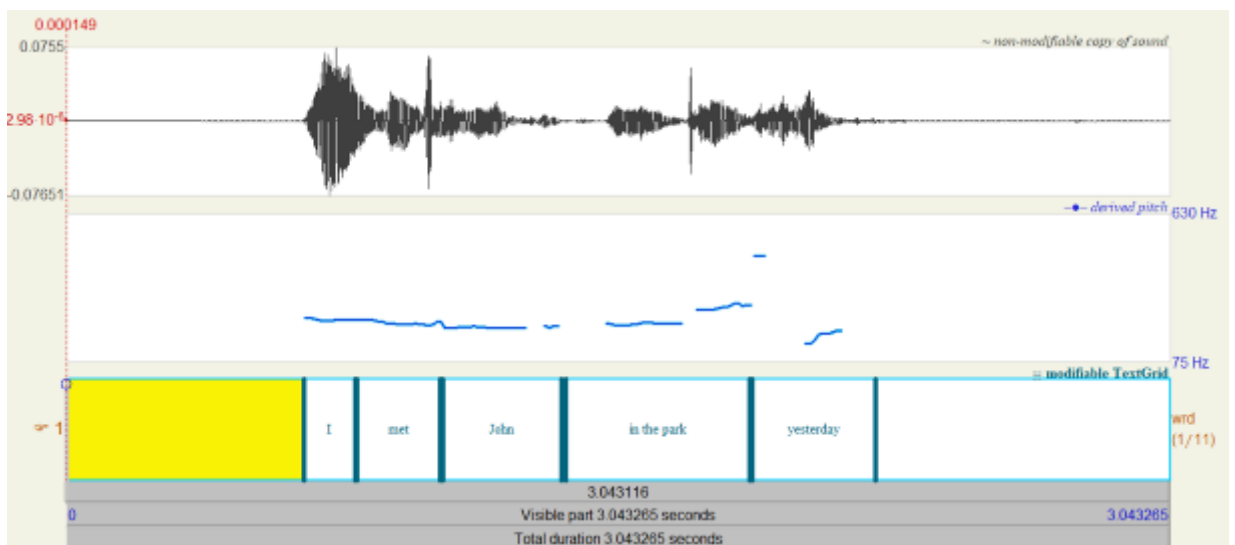 0.000149
0.0755
~ non-modifiable copy of sound
2.98·10⁻⁶
-0.07651
derived pitch 630 Hz
75 Hz
modifiable TextGrid
1 I met John in the park yesterday wrd
(1/11)
3.043116
0 Visible part 3.043265 seconds 3.043265
Total duration 3.043265 seconds